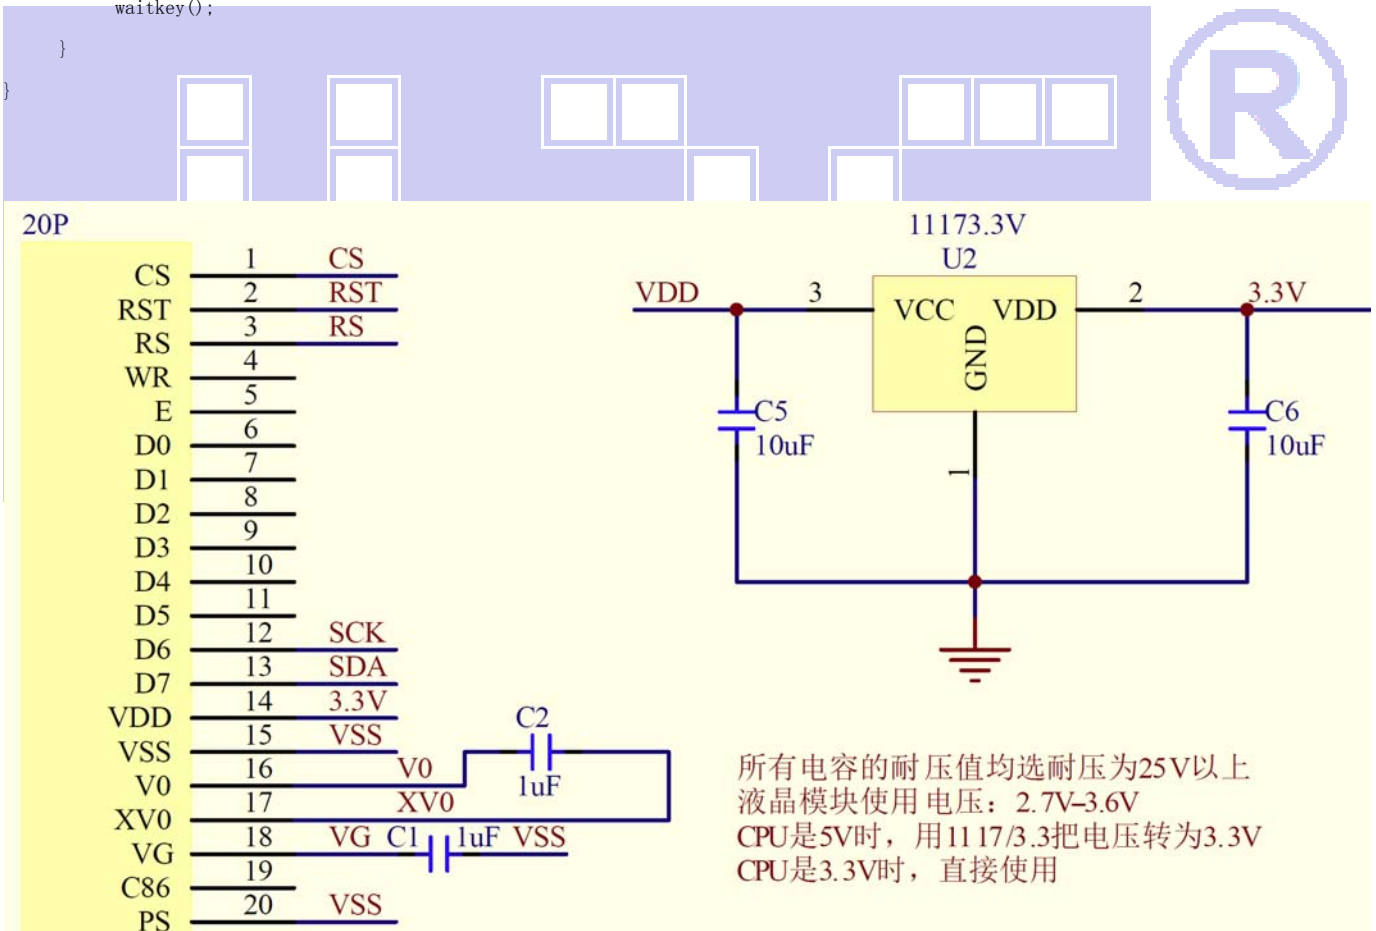 waitkey();
}
}
R
20P
CS 1 CS
RST 2 RST
RS 3 RS
WR 4
E 5
D0 6
D1 7
D2 8
D3 9
D4 10
D5 11
D6 12 SCK
D7 13 SDA
VDD 14 3.3V
VSS 15 VSS
V0 16 V0
XV0 17 XV0
VG 18 VG C1 1uF VSS
C86 19
PS 20 VSS
C2
1uF
11173.3V
U2
VDD 3 VCC VDD 2 3.3V
GND
1
C5
10uF
C6
10uF
所有电容的耐压值均选耐压为25V以上
液晶模块使用电压：2.7V–3.6V
CPU是5V时，用1117/3.3把电压转为3.3V
CPU是3.3V时，直接使用